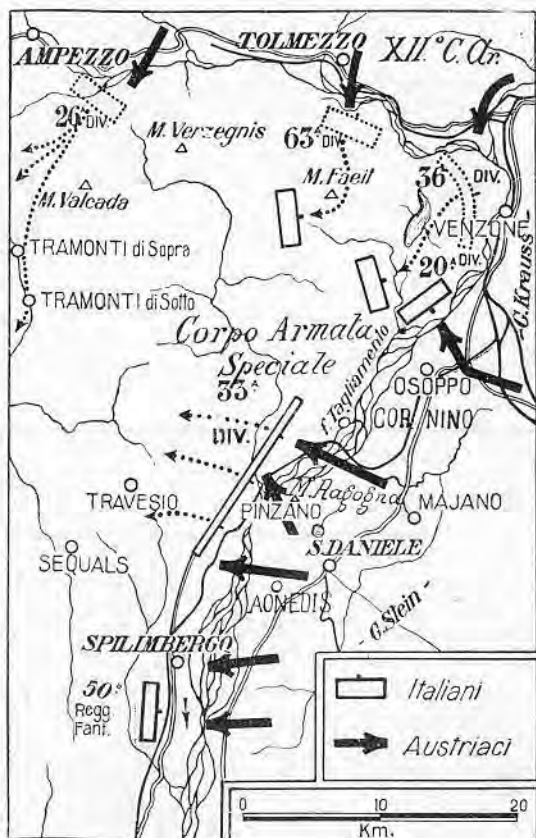 AMPEZZO
TOLMEZZO
XII.° C. Ar.
26ª DIV.
M. Verzegnis
63ª DIV.
M. Faeit
36ª DIV.
M. Valcada
VENZONE
TRAMONTI di Sopra
20ª DIV.
- C. Krauss -
TRAMONTI di Sotto
Corpo Armata
Speciale
33ª
DIV.
f. Tagliamento
OSOPPO
CORNINO
M. Ragogna
TRAVESIO
PINZANO
MAJANO
SEQUALS
S. DANIELE
AONEDIS
- G. Stein -
SPILIMBERGO
50°
Regg.
Fant.
Italiani
Austriaci
0 10 20
Km.